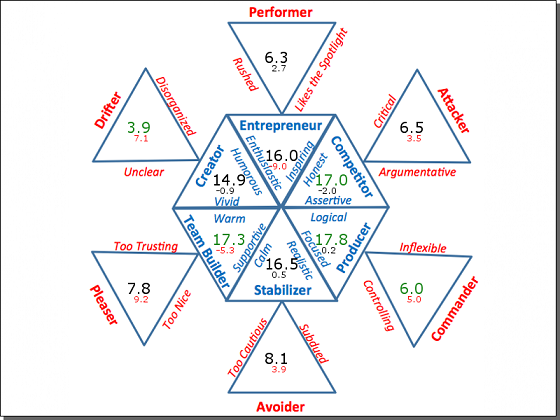 Performer
6.3
2.7
Rushed
Likes the Spotlight
Drifter
Disorganized
3.9
7.1
Unclear
Attacker
Critical
6.5
3.5
Argumentative
Entrepreneur
Enthusiastic
16.0
-9.0
Inspiring
Creator
Humorous
14.9
-0.9
Vivid
Competitor
Honest
17.0
-2.0
Assertive
Team Builder
Warm
17.3
-5.3
Supportive
Producer
Logical
17.8
0.2
Focused
Calm
Realistic
16.5
0.5
Stabilizer
Pleaser
Too Trusting
7.8
9.2
Too Nice
Commander
Inflexible
6.0
5.0
Controlling
Too Cautious
Subdued
8.1
3.9
Avoider